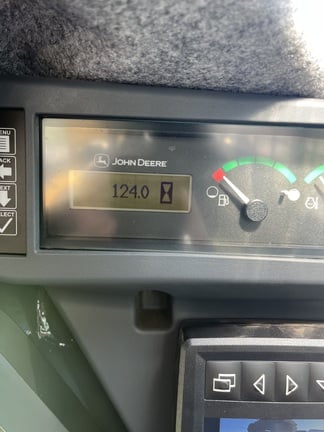 MENU
BACK
NEXT
SELECT
JOHN DEERE
124.0